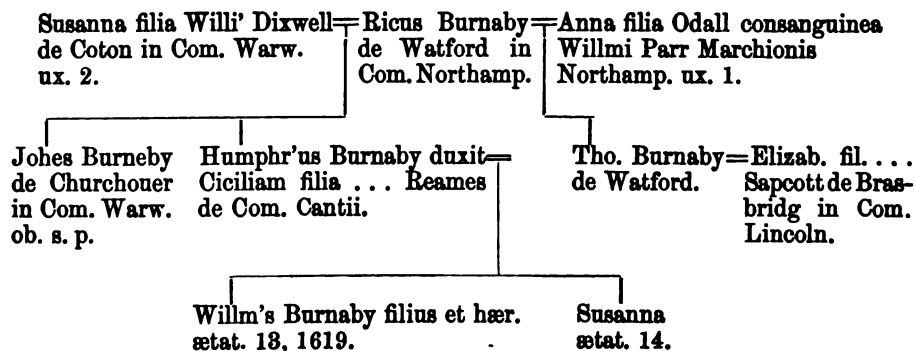 Susanna filia Willi' Dixwell
de Coton in Com. Warw.
ux. 2.
Ricus Burnaby
de Watford in
Com. Northamp.
Anna filia Odall consanguinea
Willmi Parr Marchionis
Northamp. ux. 1.
Johes Burneby
de Churchouer
in Com. Warw.
ob. s. p.
Humphr'us Burnaby duxit
Ciciliam filia ... Reames
de Com. Cantii.
Tho. Burnaby
de Watford.
Elizab. fil. ....
Sapcott de Bras-
bridg in Com.
Lincoln.
Willm's Burnaby filius et hær.
ætat. 13, 1619.
Susanna
ætat. 14.